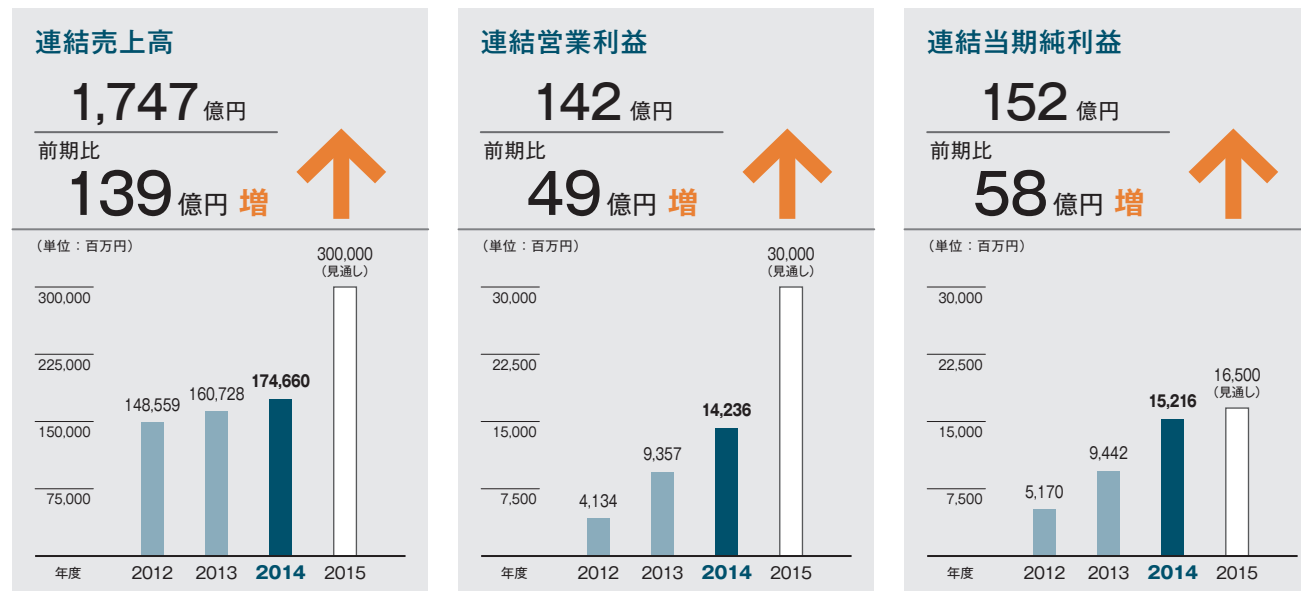 連結売上高
1,747億円
前期比
139億円 増
（単位：百万円）
300,000
（見通し）
300,000
225,000
174,660
160,728
148,559
150,000
75,000
年度 2012 2013 2014 2015
連結営業利益
142億円
前期比
49億円 増
（単位：百万円）
30,000
（見通し）
30,000
22,500
14,236
15,000
9,357
7,500
4,134
年度 2012 2013 2014 2015
連結当期純利益
152億円
前期比
58億円 増
（単位：百万円）
30,000
22,500
16,500
（見通し）
15,216
15,000
9,442
7,500
5,170
年度 2012 2013 2014 2015